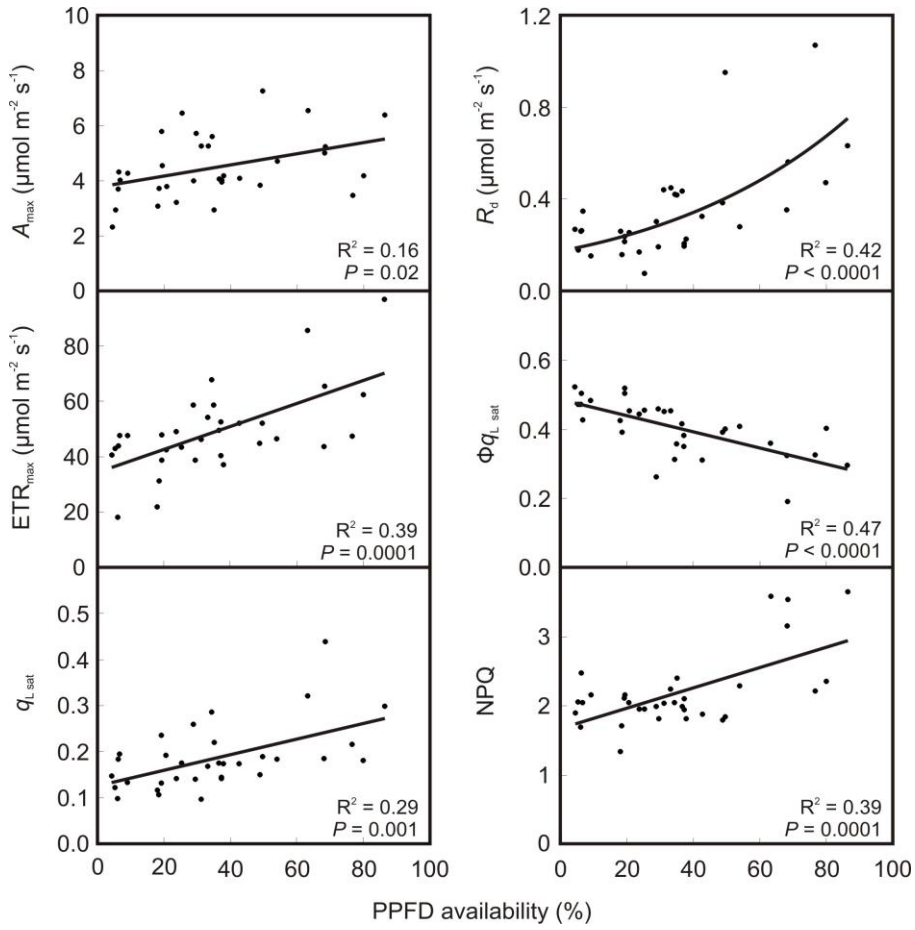 10
8
6
4
2
0
A max (µmol m⁻² s⁻¹)
R² = 0.16
P = 0.02
1.2
0.8
0.4
0.0
R d (µmol m⁻² s⁻¹)
R² = 0.42
P < 0.0001
80
60
40
20
0
ETR max (µmol m⁻² s⁻¹)
R² = 0.39
P = 0.0001
0.6
0.4
0.2
0.0
Φq L sat
R² = 0.47
P < 0.0001
0.5
0.4
0.3
0.2
0.1
0.0
q L sat
R² = 0.29
P = 0.001
0 20 40 60 80 100
3
2
1
0
NPQ
R² = 0.39
P = 0.0001
0 20 40 60 80 100
PPFD availability (%)